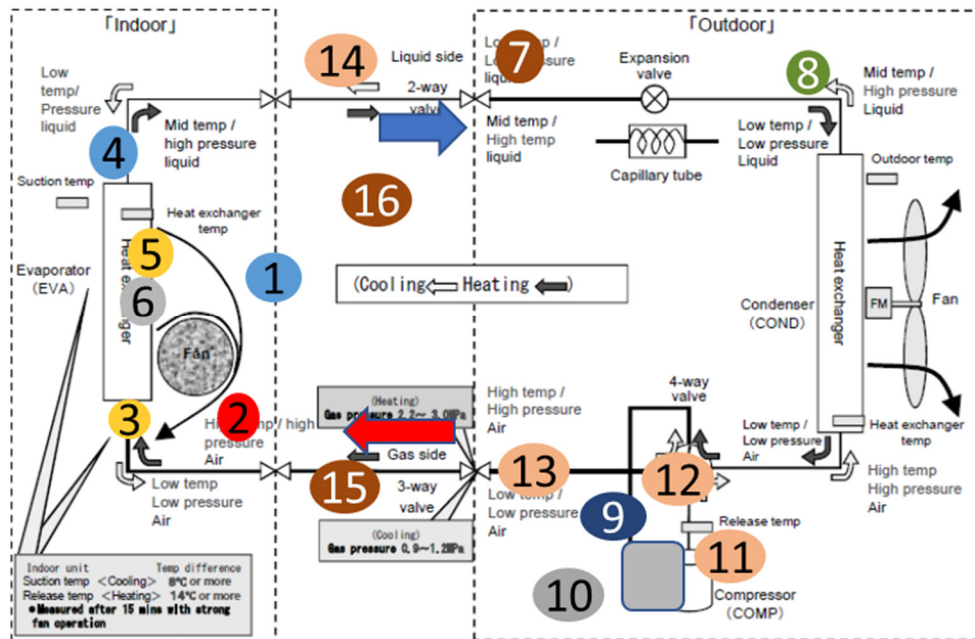 「Indoor」
「Outdoor」
Low
temp/
Pressure
liquid
Mid temp /
high pressure
liquid
14
Liquid side
2-way
valve
7
liquid
Mid temp /
High temp
liquid
Expansion
valve
Capillary tube
8
Mid temp /
High pressure
Liquid
Low temp /
Low pressure
Liquid
4
Suction temp
Heat exchanger
temp
16
Outdoor temp
5
Evaporator
(EVA)
6
Heat exchanger
1
Fan
(Cooling⇦ Heating⬅)
Condenser
(COND)
Heat exchanger
FM
Fan
3
2
temp / high
pressure
Air
(Heating)
Gas pressure 2.2～ 3.0MPa
Gas side
15
3-way
valve
(Cooling)
Gas pressure 0.9～1.2MPa
Low temp
Low pressure
Air
High temp /
High pressure
Air
13
Low temp /
Low pressure
Air
4-way
valve
12
Low temp /
Low pressure
Air
Heat exchanger
temp
High temp
High pressure
Air
9
Release temp
11
10
Compressor
(COMP)
Indoor unit Temp difference
Suction temp <Cooling> 8℃ or more
Release temp <Heating> 14℃ or more
●Measured after 15 mins with strong
fan operation